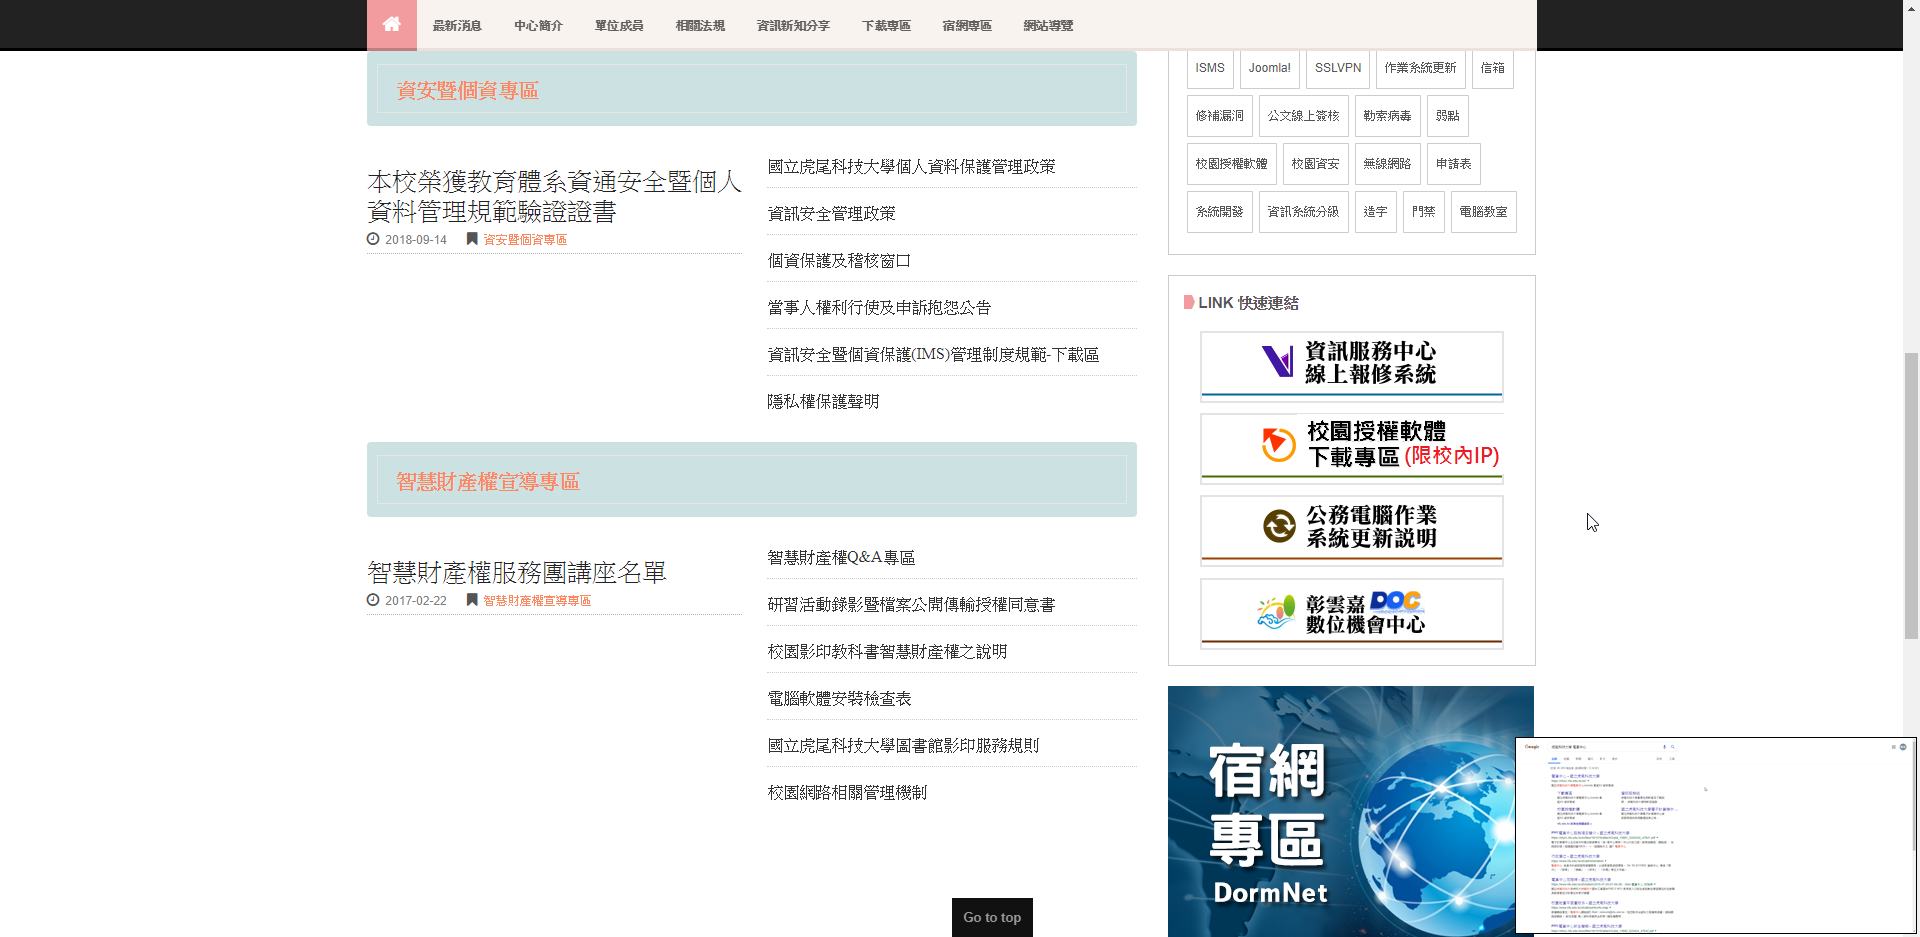 最新消息 中心簡介 單位成員 相關法規 資訊新知分享 下載專區 宿網專區 網站導覽
資安暨個資專區
本校榮獲教育體系資通安全暨個人
資料管理規範驗證證書
2018-09-14 資安暨個資專區
國立虎尾科技大學個人資料保護管理政策
資訊安全管理政策
個資保護及稽核窗口
當事人權利行使及申訴抱怨公告
資訊安全暨個資保護(IMS)管理制度規範-下載區
隱私權保護聲明
智慧財產權宣導專區
智慧財產權服務團講座名單
2017-02-22 智慧財產權宣導專區
智慧財產權Q&A專區
研習活動錄影暨檔案公開傳輸授權同意書
校園影印教科書智慧財產權之說明
電腦軟體安裝檢查表
國立虎尾科技大學圖書館影印服務規則
校園網路相關管理機制
ISMS Joomla! SSLVPN 作業系統更新 信箱
修補漏洞 公文線上簽核 勒索病毒 弱點
校園授權軟體 校園資安 無線網路 申請表
系統開發 資訊系統分級 造字 門禁 電腦教室
LINK 快速連結
資訊服務中心
線上報修系統
校園授權軟體
下載專區(限校內IP)
公務電腦作業
系統更新說明
彰雲嘉 DOC
數位機會中心
宿網
專區
DormNet
Go to top